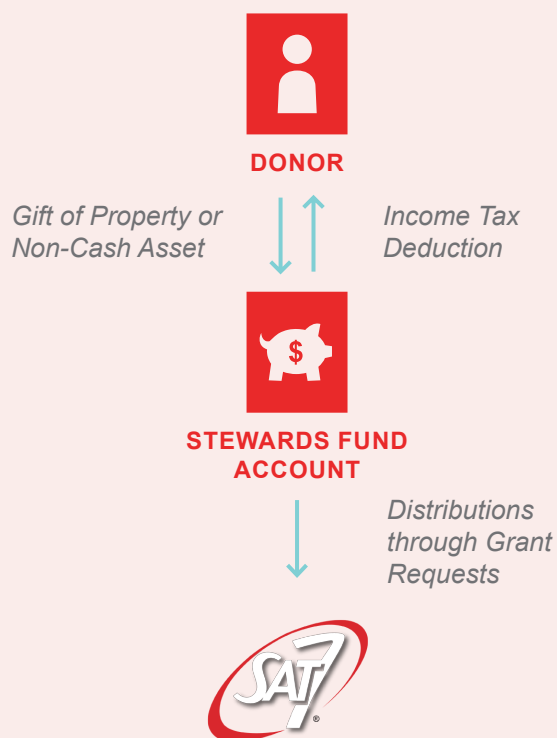 DONOR
Gift of Property or
Non-Cash Asset
Income Tax
Deduction
$
STEWARDS FUND
ACCOUNT
Distributions
through Grant
Requests
SAT7®